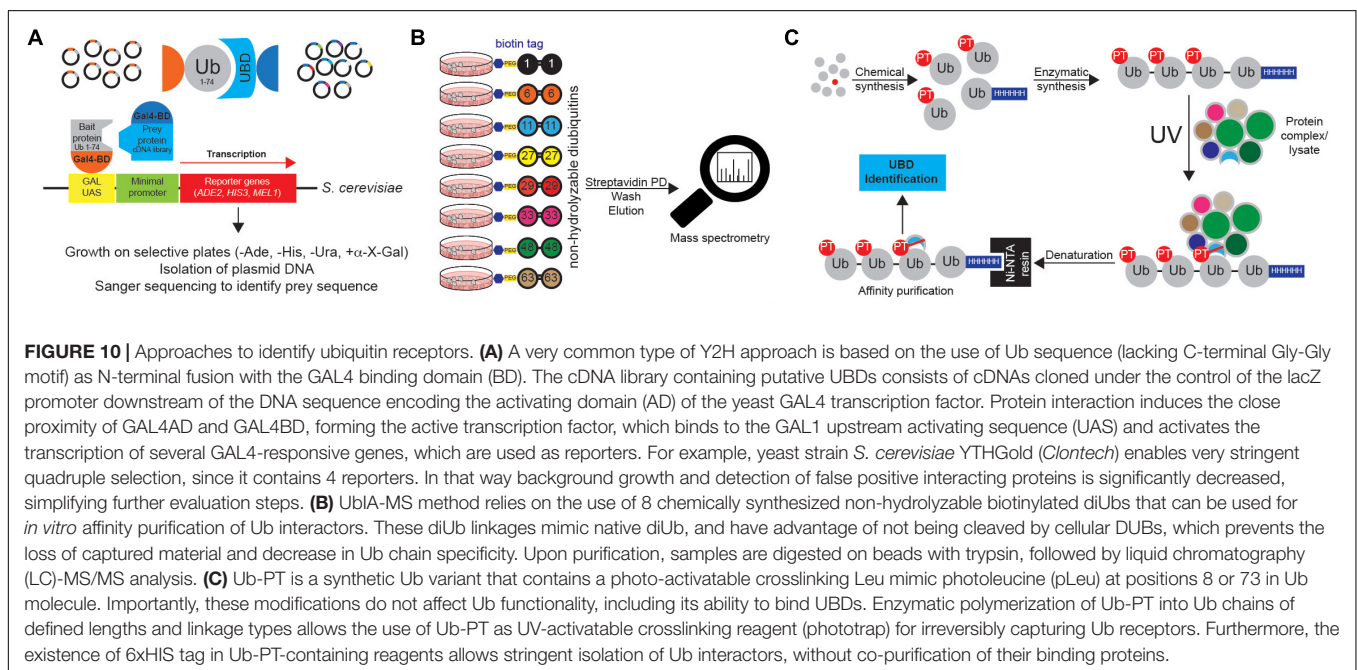 A
Ub
1-74
UBD
Gal4-BD
Bait
protein
Ub 1-74
Gal4-BD
Prey
protein
cDNA library
Transcription
GAL
UAS
Minimal
promoter
Reporter genes
(ADE2, HIS3, MEL1)
S. cerevisiae
Growth on selective plates (-Ade, -His, -Ura, +α-X-Gal)
Isolation of plasmid DNA
Sanger sequencing to identify prey sequence
B
biotin tag
PEG 1 1
PEG 6 6
PEG 11 11
PEG 27 27
PEG 29 29
PEG 33 33
PEG 48 48
PEG 63 63
non-hydrolyzable diubiquitins
Streptavidin PD
Wash
Elution
Mass spectrometry
C
Chemical
synthesis
PT
Ub
PT
Ub
PT
Ub
Ub
HHHHHH
Enzymatic
synthesis
PT PT PT
Ub Ub Ub Ub HHHHHH
UV
Protein
complex/
lysate
UBD
Identification
PT PT PT
Ub Ub Ub Ub HHHHHH
Affinity purification
Ni-NTA
resin
Denaturation
PT PT PT
Ub Ub Ub Ub HHHHHH
FIGURE 10 | Approaches to identify ubiquitin receptors. (A) A very common type of Y2H approach is based on the use of Ub sequence (lacking C-terminal Gly-Gly
motif) as N-terminal fusion with the GAL4 binding domain (BD). The cDNA library containing putative UBDs consists of cDNAs cloned under the control of the lacZ
promoter downstream of the DNA sequence encoding the activating domain (AD) of the yeast GAL4 transcription factor. Protein interaction induces the close
proximity of GAL4AD and GAL4BD, forming the active transcription factor, which binds to the GAL1 upstream activating sequence (UAS) and activates the
transcription of several GAL4-responsive genes, which are used as reporters. For example, yeast strain S. cerevisiae YTHGold (Clontech) enables very stringent
quadruple selection, since it contains 4 reporters. In that way background growth and detection of false positive interacting proteins is significantly decreased,
simplifying further evaluation steps. (B) UbIA-MS method relies on the use of 8 chemically synthesized non-hydrolyzable biotinylated diUbs that can be used for
in vitro affinity purification of Ub interactors. These diUb linkages mimic native diUb, and have advantage of not being cleaved by cellular DUBs, which prevents the
loss of captured material and decrease in Ub chain specificity. Upon purification, samples are digested on beads with trypsin, followed by liquid chromatography
(LC)-MS/MS analysis. (C) Ub-PT is a synthetic Ub variant that contains a photo-activatable crosslinking Leu mimic photoleucine (pLeu) at positions 8 or 73 in Ub
molecule. Importantly, these modifications do not affect Ub functionality, including its ability to bind UBDs. Enzymatic polymerization of Ub-PT into Ub chains of
defined lengths and linkage types allows the use of Ub-PT as UV-activatable crosslinking reagent (phototrap) for irreversibly capturing Ub receptors. Furthermore, the
existence of 6xHIS tag in Ub-PT-containing reagents allows stringent isolation of Ub interactors, without co-purification of their binding proteins.